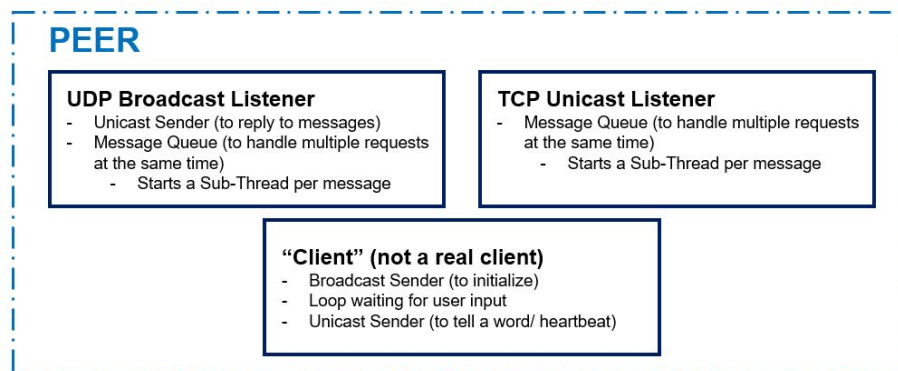 PEER
UDP Broadcast Listener
- Unicast Sender (to reply to messages)
- Message Queue (to handle multiple requests
at the same time)
- Starts a Sub-Thread per message
TCP Unicast Listener
- Message Queue (to handle multiple requests
at the same time)
- Starts a Sub-Thread per message
“Client” (not a real client)
- Broadcast Sender (to initialize)
- Loop waiting for user input
- Unicast Sender (to tell a word/ heartbeat)